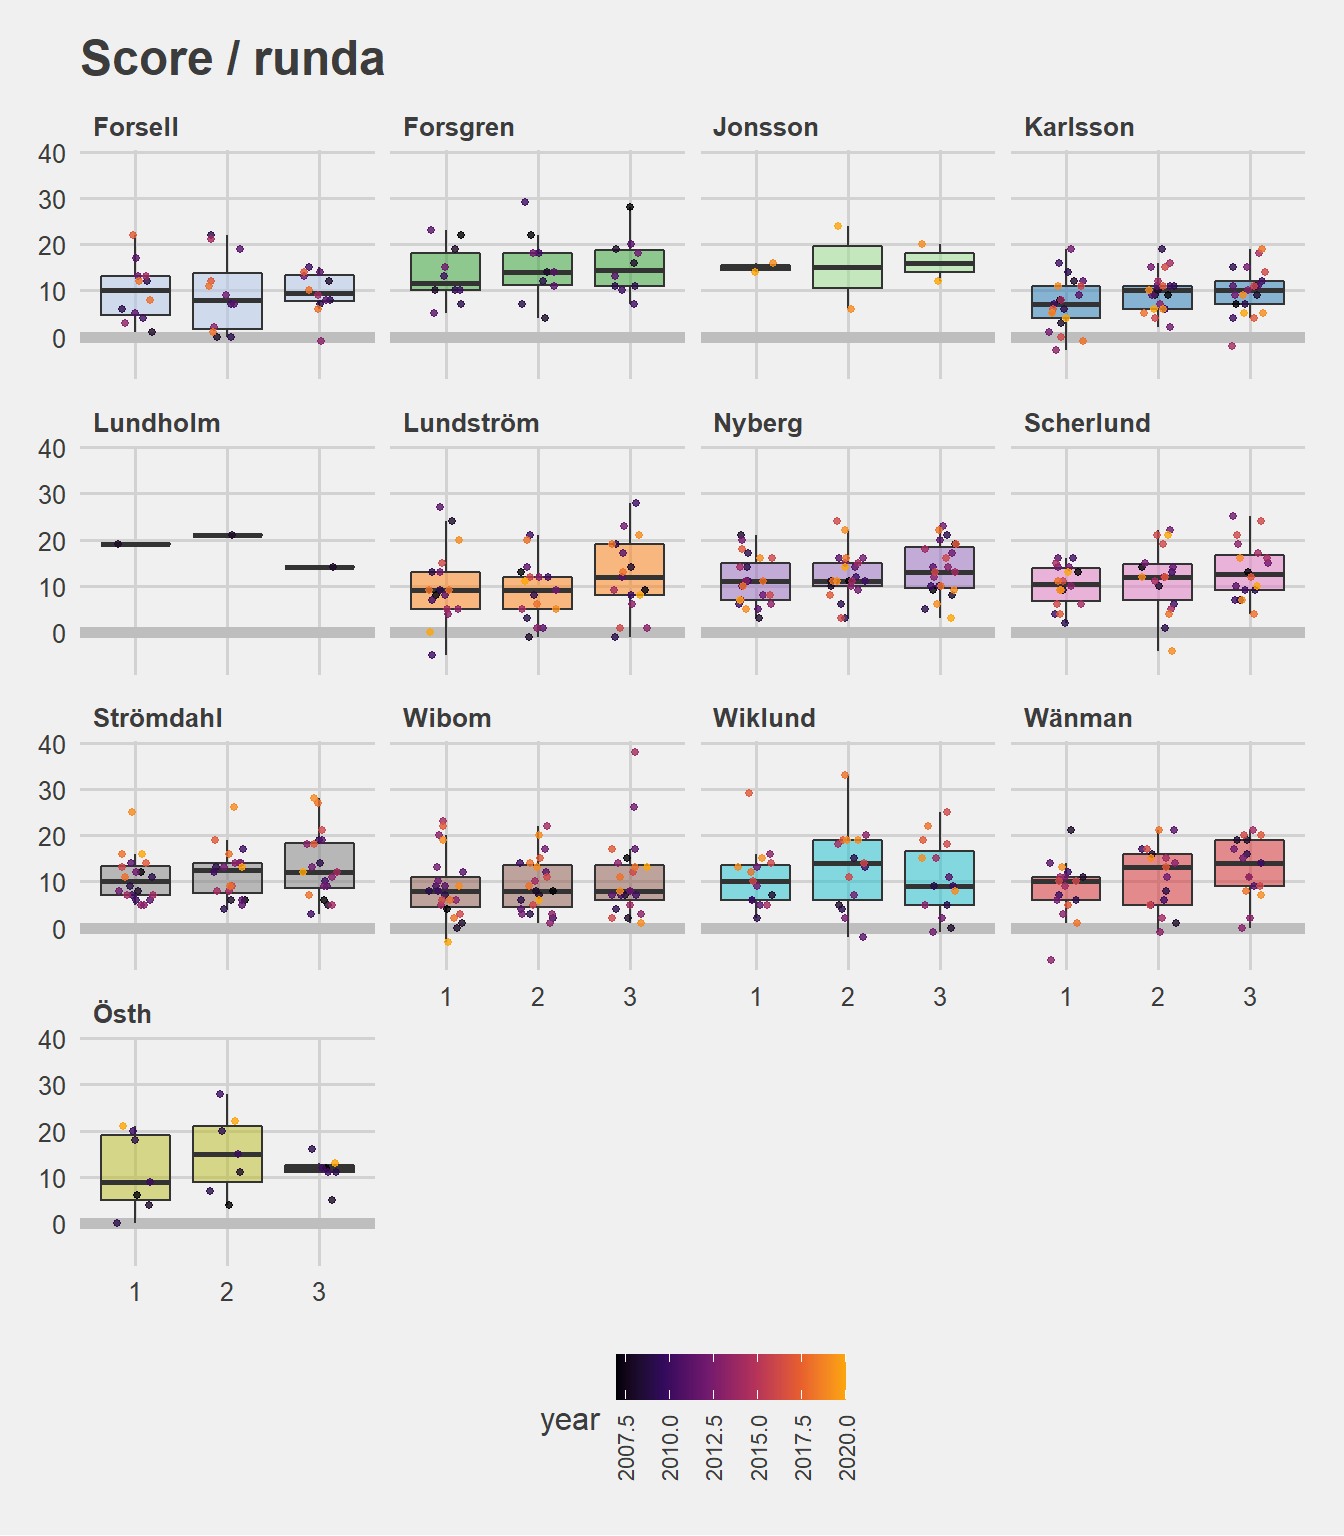 Score / runda
Forsell Forsgren Jonsson Karlsson
40
30
20
10
0
Lundholm Lundström Nyberg Scherlund
40
30
20
10
0
Strömdahl Wibom Wiklund Wänman
40
30
20
10
0
1 2 3 1 2 3 1 2 3
Östh
40
30
20
10
0
1 2 3
year
2007.5 2010.0 2012.5 2015.0 2017.5 2020.0